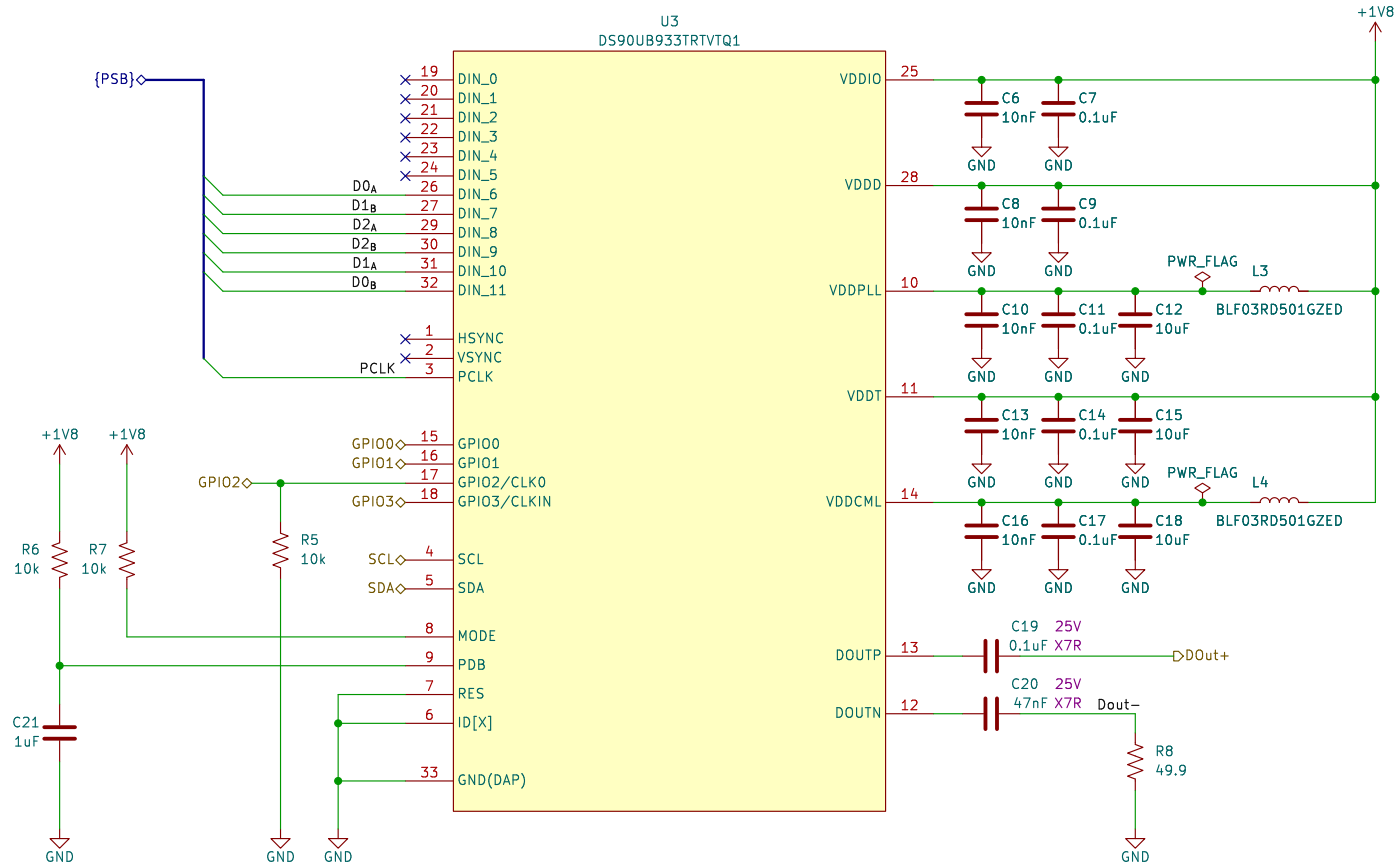 U3
DS90UB933TRTVTQ1
+1V8
{PSB}
19 DIN_0
20 DIN_1
21 DIN_2
22 DIN_3
23 DIN_4
24 DIN_5
D0A 26 DIN_6
D1B 27 DIN_7
D2A 29 DIN_8
D2B 30 DIN_9
D1A 31 DIN_10
D0B 32 DIN_11
1 HSYNC
2 VSYNC
PCLK 3 PCLK
GPIO0 15 GPIO0
GPIO1 16 GPIO1
GPIO2 17 GPIO2/CLKO
GPIO3 18 GPIO3/CLKIN
SCL 4 SCL
SDA 5 SDA
8 MODE
9 PDB
7 RES
6 ID[X]
33 GND(DAP)
+1V8
+1V8
R6
10k
R7
10k
R5
10k
C21
1uF
GND
GND
GND
VDDIO 25
C6
10nF
C7
0.1uF
GND
GND
VDDD 28
C8
10nF
C9
0.1uF
GND
GND
VDDPLL 10
PWR_FLAG
L3
BLF03RD501GZED
C10
10nF
C11
0.1uF
C12
10uF
GND
GND
GND
VDDT 11
C13
10nF
C14
0.1uF
C15
10uF
GND
GND
GND
VDDCML 14
PWR_FLAG
L4
BLF03RD501GZED
C16
10nF
C17
0.1uF
C18
10uF
GND
GND
GND
DOUTP 13
C19 25V
0.1uF X7R
DOut+
DOUTN 12
C20 25V
47nF X7R
Dout-
R8
49.9
GND